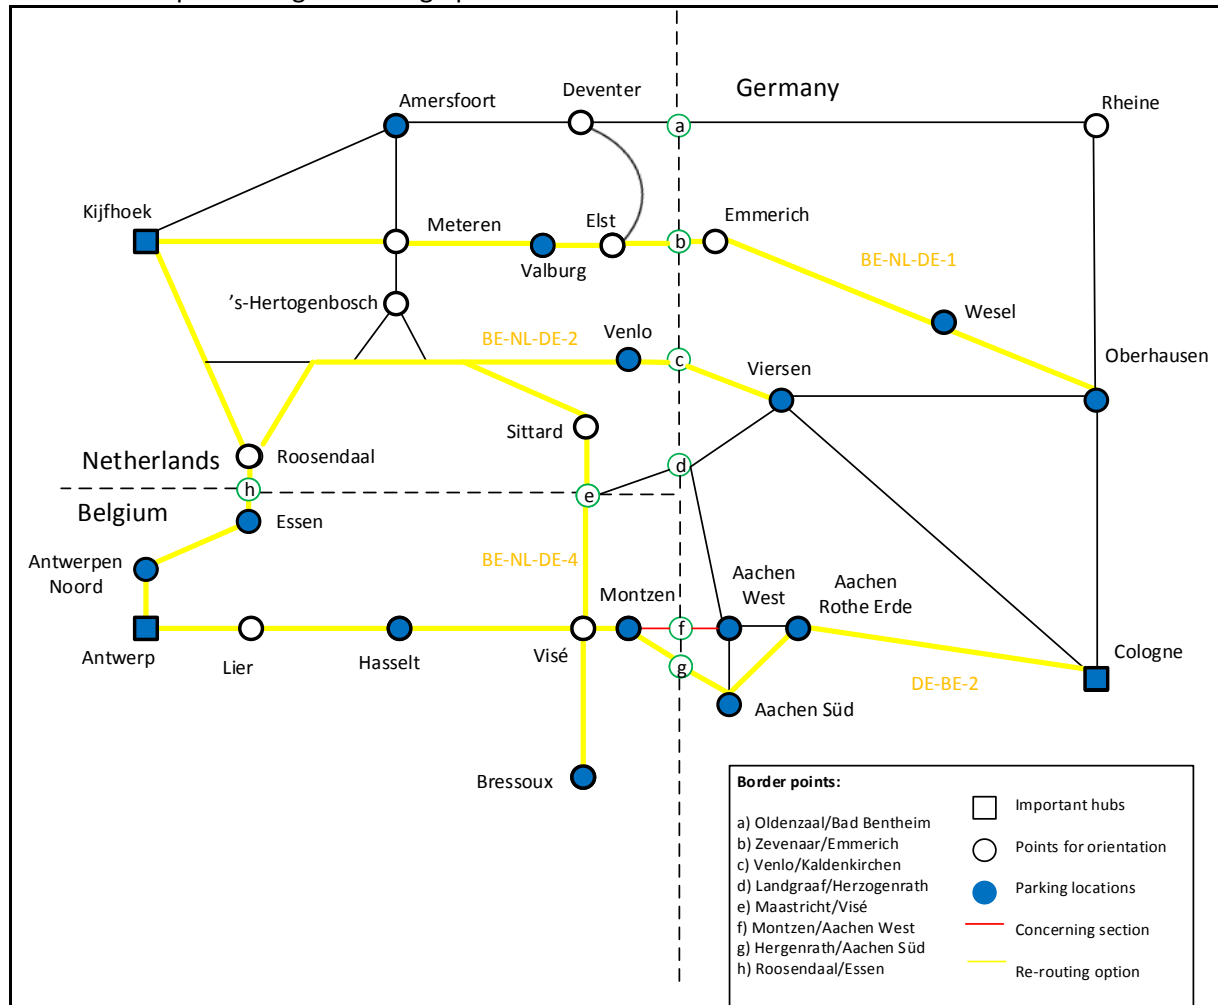 Deventer
Germany
Amersfoort
Rheine
a
Kijfhoek
Meteren
Elst
Emmerich
b
Valburg
BE-NL-DE-1
's-Hertogenbosch
Wesel
BE-NL-DE-2
Venlo
c
Viersen
Oberhausen
Sittard
Netherlands
Roosendaal
d
h
e
Belgium
Essen
Antwerpen
Noord
BE-NL-DE-4
Montzen
Aachen
West
Aachen
Rothe Erde
f
Antwerp
Lier
Hasselt
Visé
g
Cologne
DE-BE-2
Aachen Süd
Bressoux
Border points:
a) Oldenzaal/Bad Bentheim
b) Zevenaar/Emmerich
c) Venlo/Kaldenkirchen
d) Landgraaf/Herzogenrath
e) Maastricht/Visé
f) Montzen/Aachen West
g) Hergenrath/Aachen Süd
h) Roosendaal/Essen
Important hubs
Points for orientation
Parking locations
Concerning section
Re-routing option